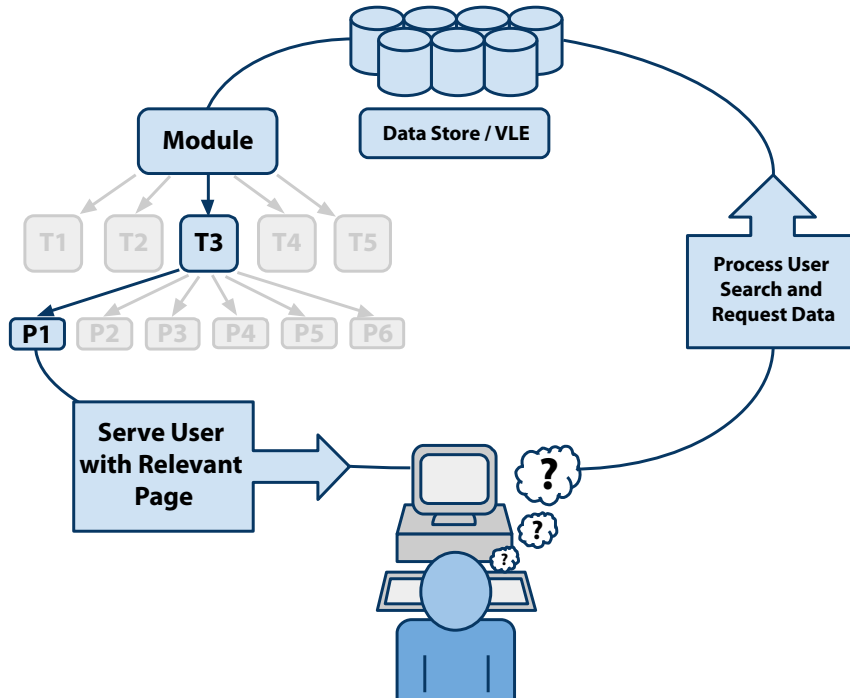 Data Store / VLE
Module
T1 T2 T3 T4 T5
P1 P2 P3 P4 P5 P6
Process User
Search and
Request Data
Serve User
with Relevant
Page
?
?
?